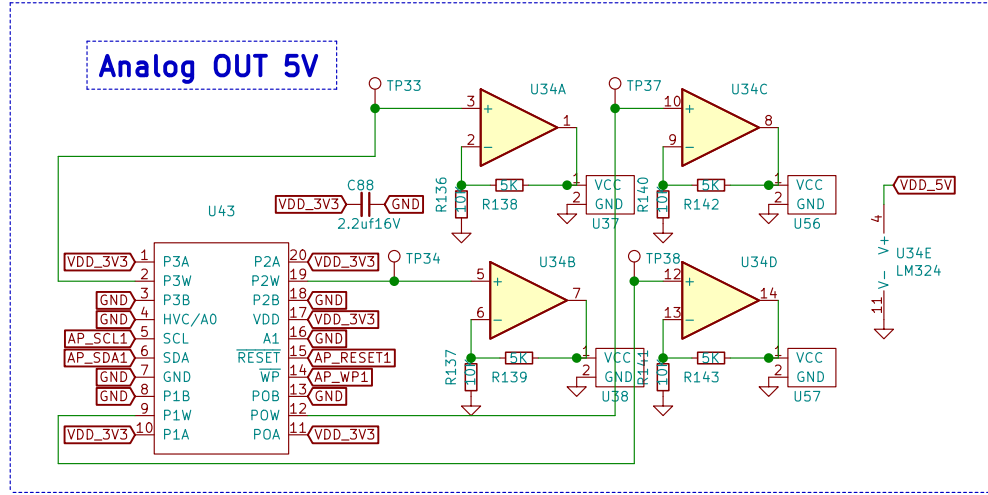 Analog OUT 5V
TP33
U34A
3
+
1
2
−
R136
10K
5K
R138
1
VCC
2
GND
U37
TP37
U34C
10
+
8
9
−
R140
10K
5K
R142
1
VCC
2
GND
U56
VDD_5V
4
V+
U34E
LM324
V-
11
C88
VDD_3V3
GND
2.2uf16V
U43
VDD_3V3 1 P3A P2A 20 VDD_3V3
2 P3W P2W 19
GND 3 P3B P2B 18 GND
GND 4 HVC/A0 VDD 17 VDD_3V3
AP_SCL1 5 SCL A1 16 GND
AP_SDA1 6 SDA RESET 15 AP_RESET1
GND 7 GND WP 14 AP_WP1
GND 8 P1B POB 13 GND
9 P1W POW 12
VDD_3V3 10 P1A POA 11 VDD_3V3
TP34
U34B
5
+
7
6
−
R137
10K
5K
R139
1
VCC
2
GND
U38
TP38
U34D
12
+
14
13
−
R141
10K
5K
R143
1
VCC
2
GND
U57